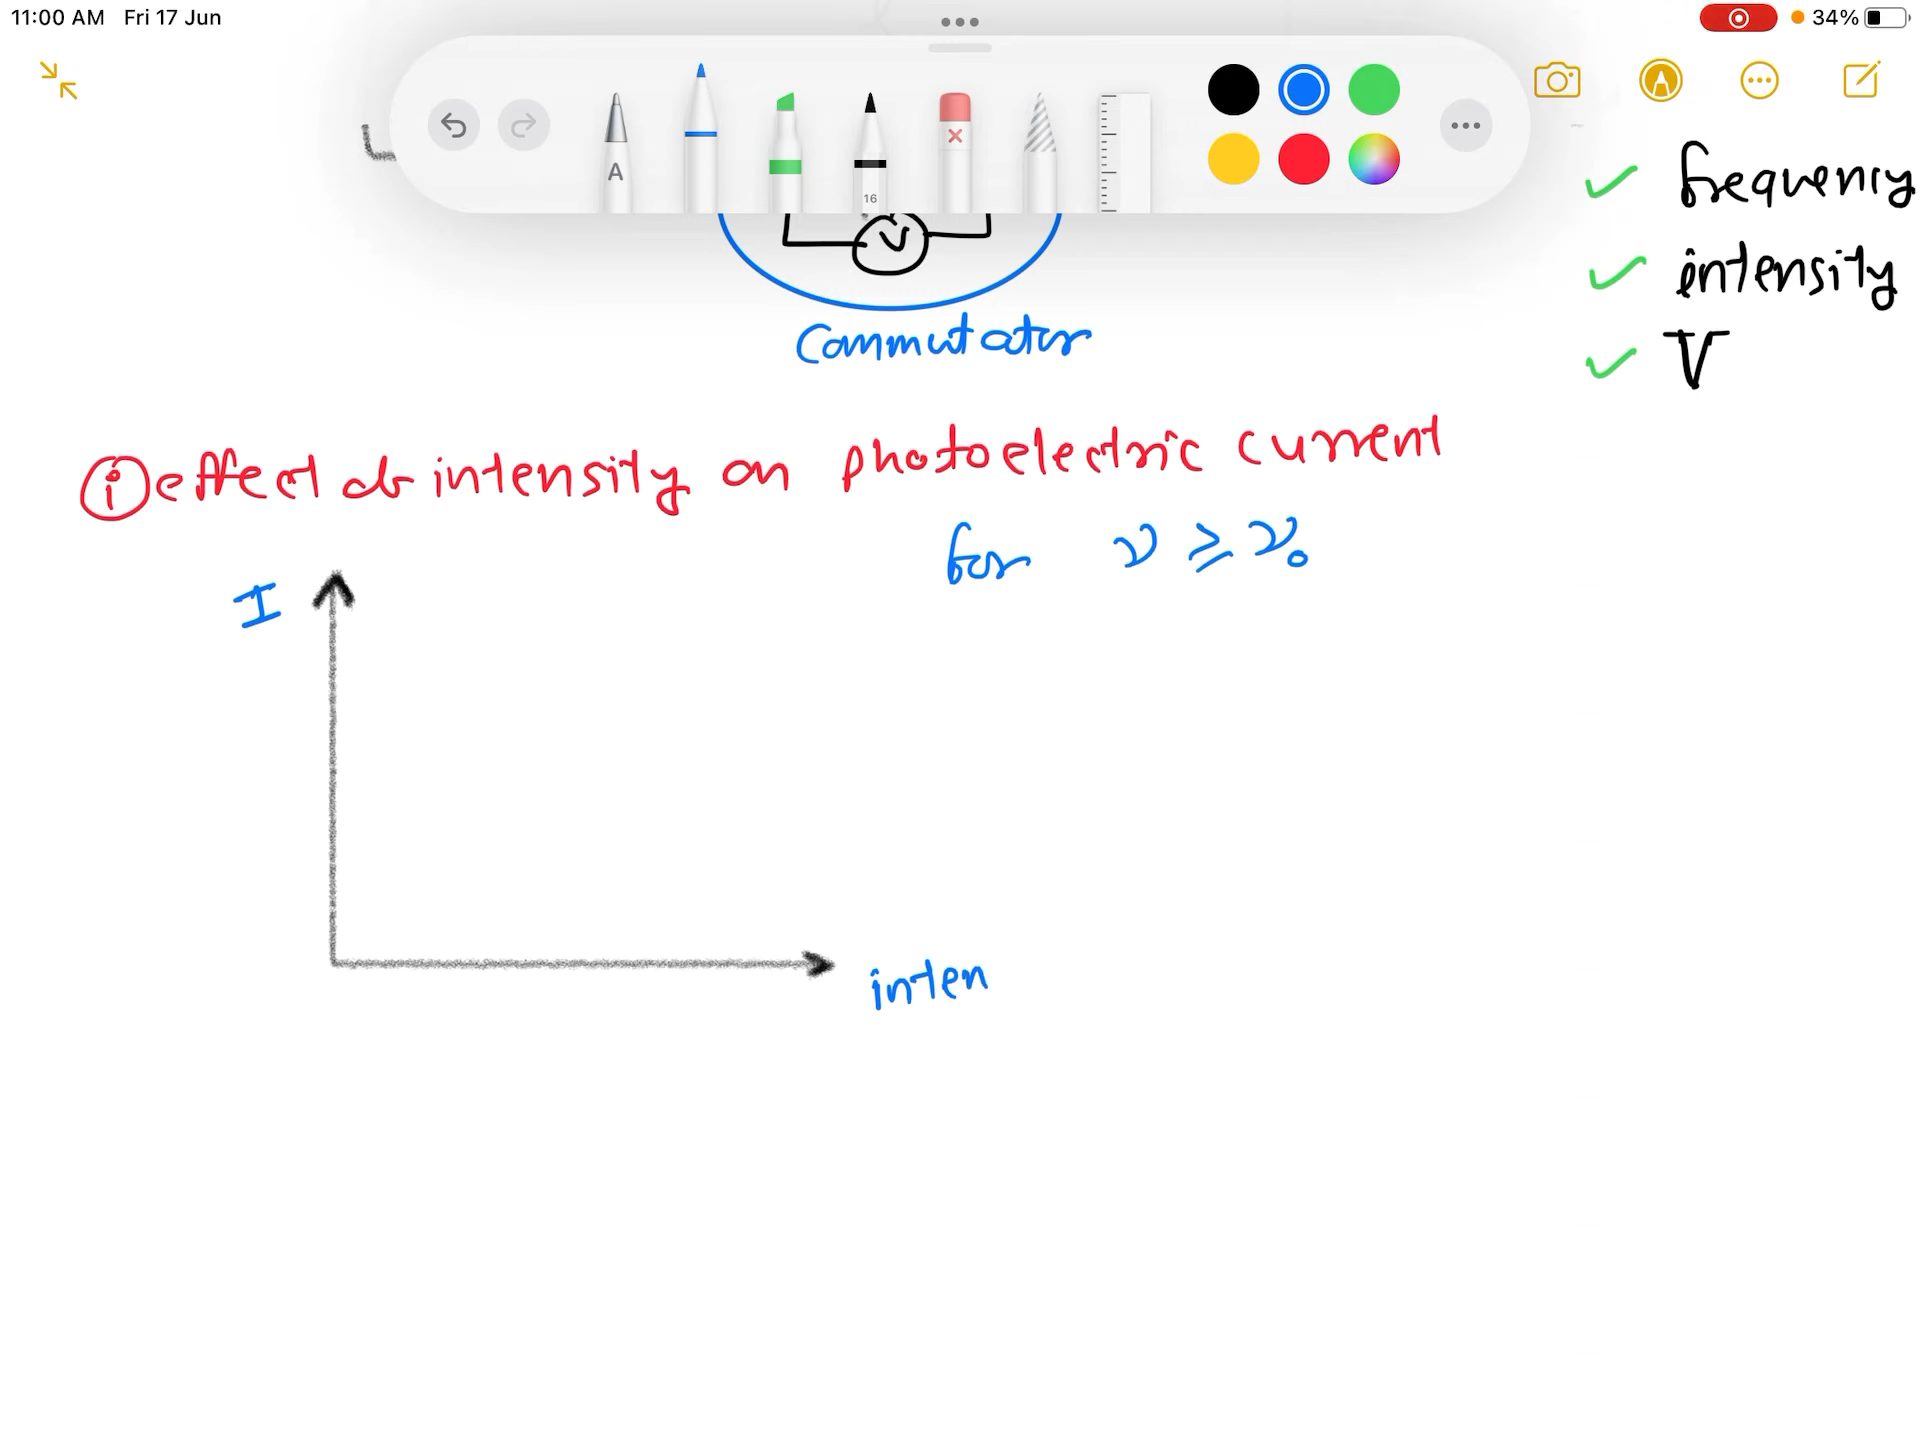 11:00 AM Fri 17 Jun
34%
A
16
frequency
intensity
V
V
Commutator
i effect of intensity on photoelectric current
for ν ≥ ν₀
I
inten